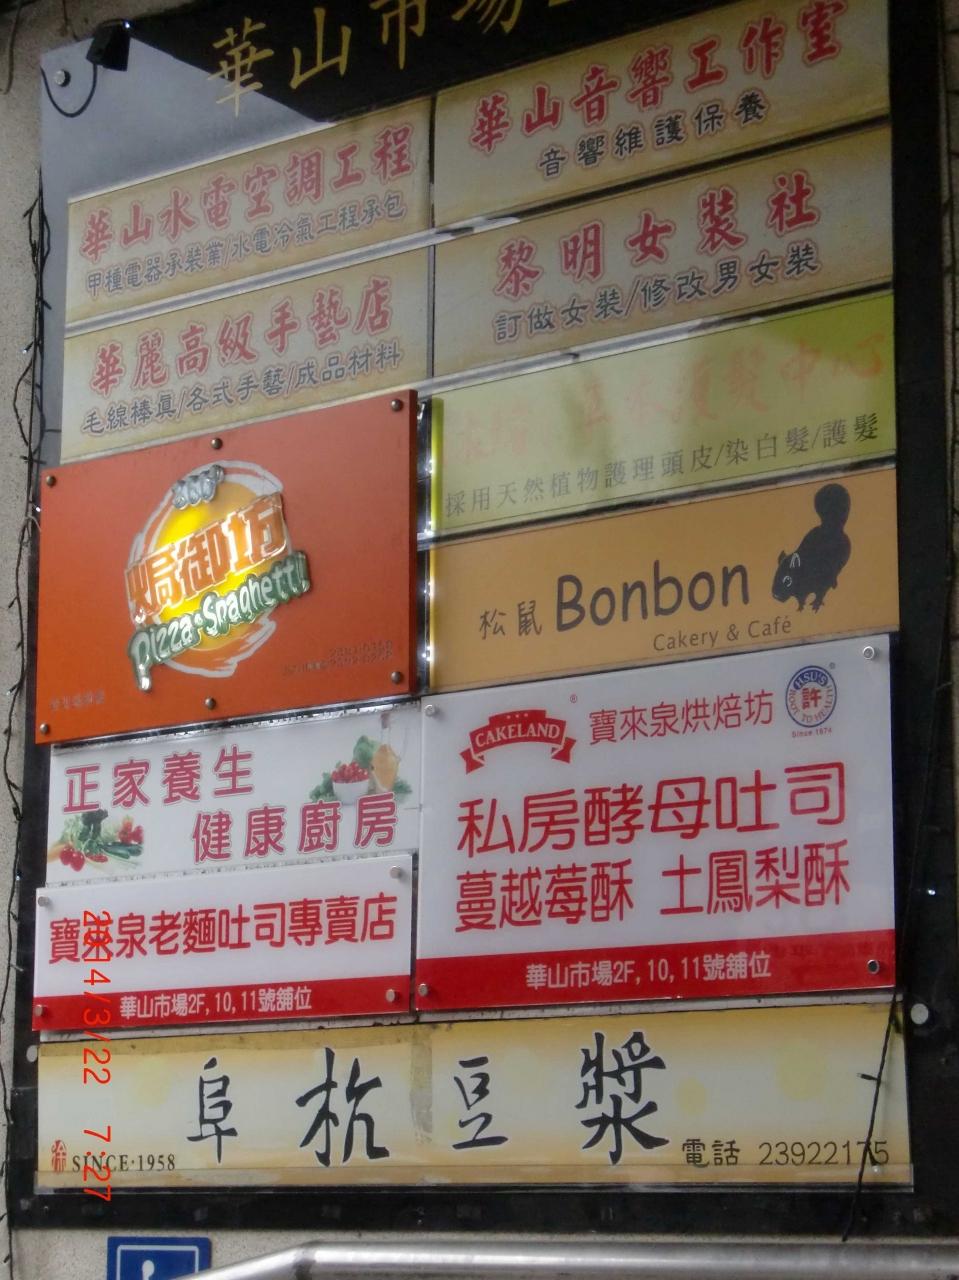 華山市場
華山音響工作室
音響維護保養
華山水電空調工程
甲種電器承裝業/水電冷氣工程承包
黎明女裝社
訂做女裝/修改男女裝
華麗高級手藝店
毛線棒眞/各式手藝/成品材料
護髮中心
採用天然植物護理頭皮/染白髮/護髮
焗御坊
Pizza·Spaghetti
松鼠 Bonbon
Cakery & Café
CAKELAND ®
寶來泉烘焙坊
HSU'S ®
許
Since 1974
私房酵母吐司
蔓越莓酥 土鳳梨酥
華山市場2F, 10, 11號舖位
正家養生
健康廚房
寶來泉老麵吐司專賣店
華山市場2F, 10, 11號舖位
阜杭豆漿
SINCE·1958
電話 23922175
2014/3/22 7:27